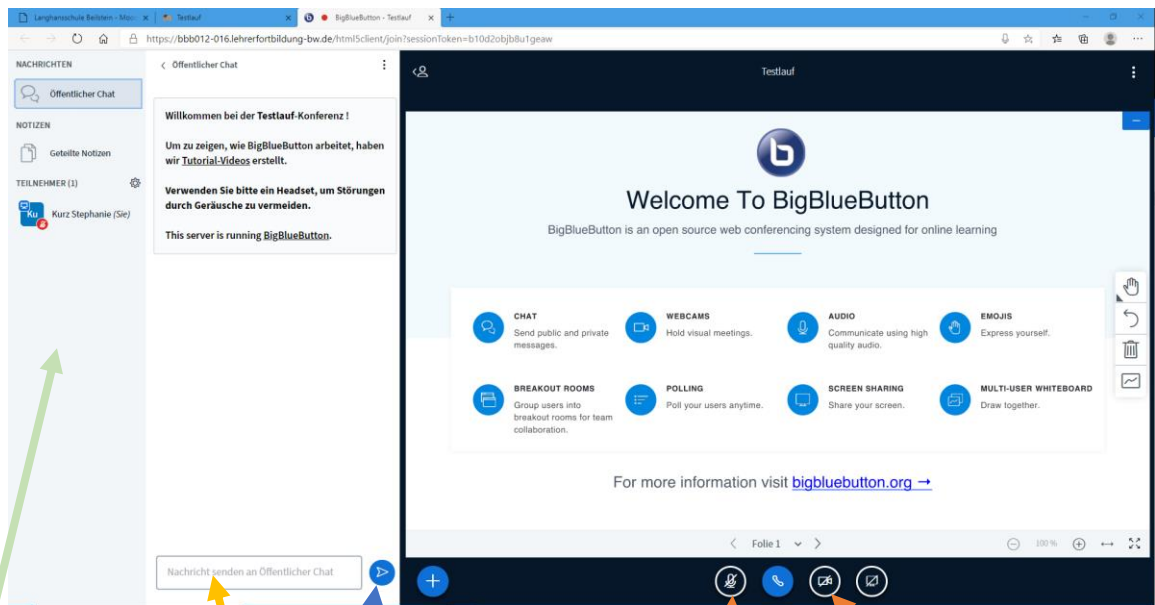 Langhansschule Beilstein - Moo
Testlauf
BigBlueButton - Testlauf
https://bbb012-016.lehrerfortbildung-bw.de/html5client/join?sessionToken=b10d2objb8u1geaw
NACHRICHTEN
Öffentlicher Chat
NOTIZEN
Geteilte Notizen
TEILNEHMER (1)
Ku
Kurz Stephanie (Sie)
Öffentlicher Chat
Willkommen bei der Testlauf-Konferenz !
Um zu zeigen, wie BigBlueButton arbeitet, haben
wir Tutorial-Videos erstellt.
Verwenden Sie bitte ein Headset, um Störungen
durch Geräusche zu vermeiden.
This server is running BigBlueButton.
Nachricht senden an Öffentlicher Chat
Testlauf
b
Welcome To BigBlueButton
BigBlueButton is an open source web conferencing system designed for online learning
CHAT
Send public and private
messages.
WEBCAMS
Hold visual meetings.
AUDIO
Communicate using high
quality audio.
EMOJIS
Express yourself.
BREAKOUT ROOMS
Group users into
breakout rooms for team
collaboration.
POLLING
Poll your users anytime.
SCREEN SHARING
Share your screen.
MULTI-USER WHITEBOARD
Draw together.
For more information visit bigbluebutton.org →
Folie 1
100 %